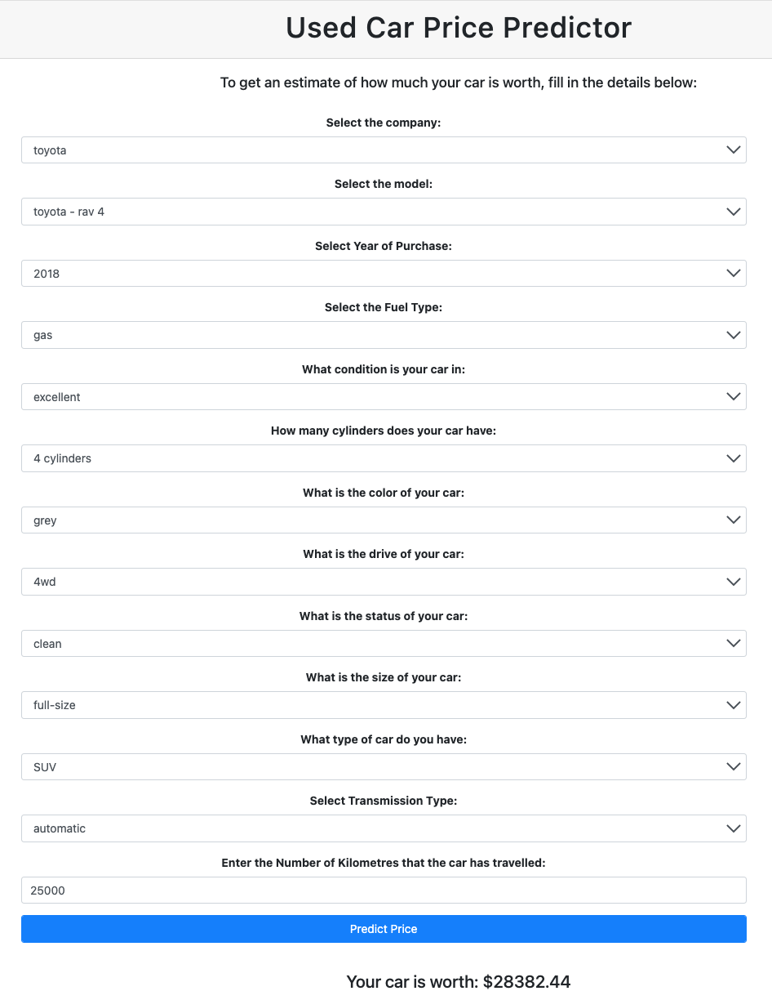 Used Car Price Predictor
To get an estimate of how much your car is worth, fill in the details below:
Select the company:
toyota
Select the model:
toyota - rav 4
Select Year of Purchase:
2018
Select the Fuel Type:
gas
What condition is your car in:
excellent
How many cylinders does your car have:
4 cylinders
What is the color of your car:
grey
What is the drive of your car:
4wd
What is the status of your car:
clean
What is the size of your car:
full-size
What type of car do you have:
SUV
Select Transmission Type:
automatic
Enter the Number of Kilometres that the car has travelled:
25000
Predict Price
Your car is worth: $28382.44